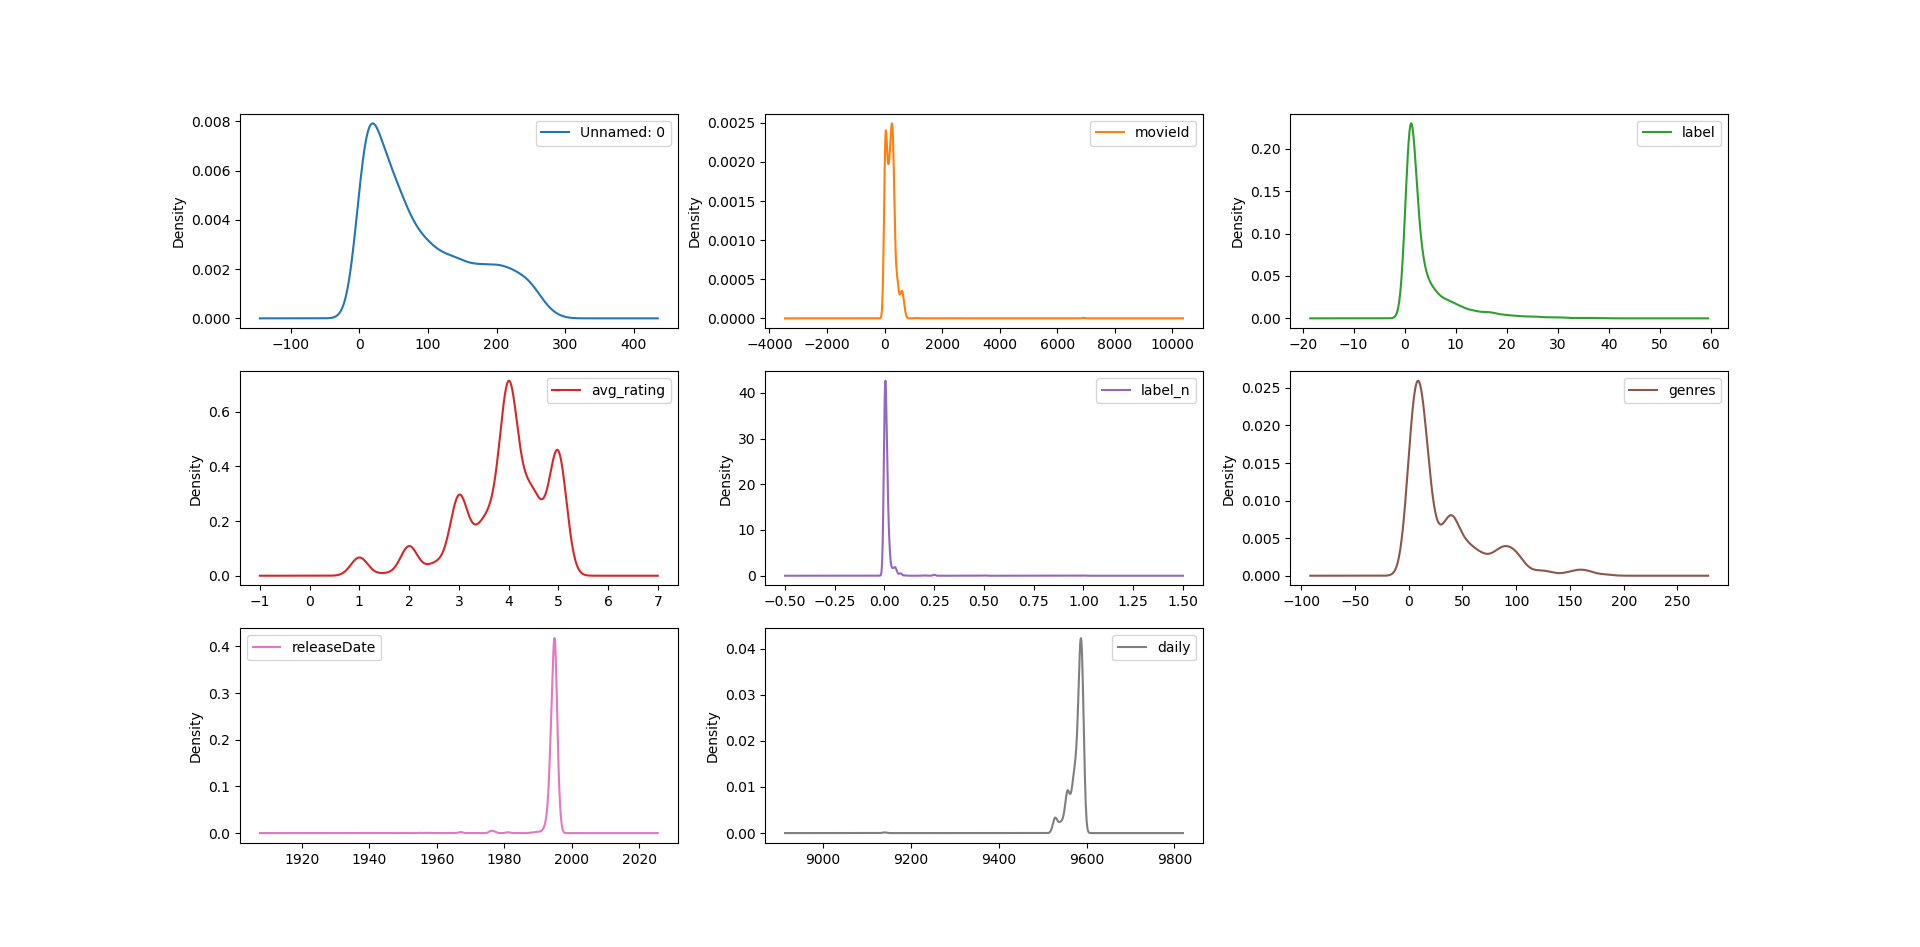 Unnamed: 0
Density
0.008
0.006
0.004
0.002
0.000
−100 0 100 200 300 400
movieId
Density
0.0025
0.0020
0.0015
0.0010
0.0005
0.0000
−4000 −2000 0 2000 4000 6000 8000 10000
label
Density
0.20
0.15
0.10
0.05
0.00
−20 −10 0 10 20 30 40 50 60
avg_rating
Density
0.6
0.4
0.2
0.0
−1 0 1 2 3 4 5 6 7
label_n
Density
40
30
20
10
0
−0.50 −0.25 0.00 0.25 0.50 0.75 1.00 1.25 1.50
genres
Density
0.025
0.020
0.015
0.010
0.005
0.000
−100 −50 0 50 100 150 200 250
releaseDate
Density
0.4
0.3
0.2
0.1
0.0
1920 1940 1960 1980 2000 2020
daily
Density
0.04
0.03
0.02
0.01
0.00
9000 9200 9400 9600 9800